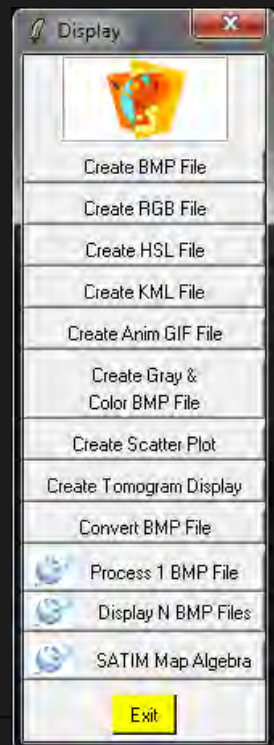 Display
Create BMP File
Create RGB File
Create HSL File
Create KML File
Create Anim GIF File
Create Gray &
Color BMP File
Create Scatter Plot
Create Tomogram Display
Convert BMP File
Process 1 BMP File
Display N BMP Files
SATIM Map Algebra
Exit